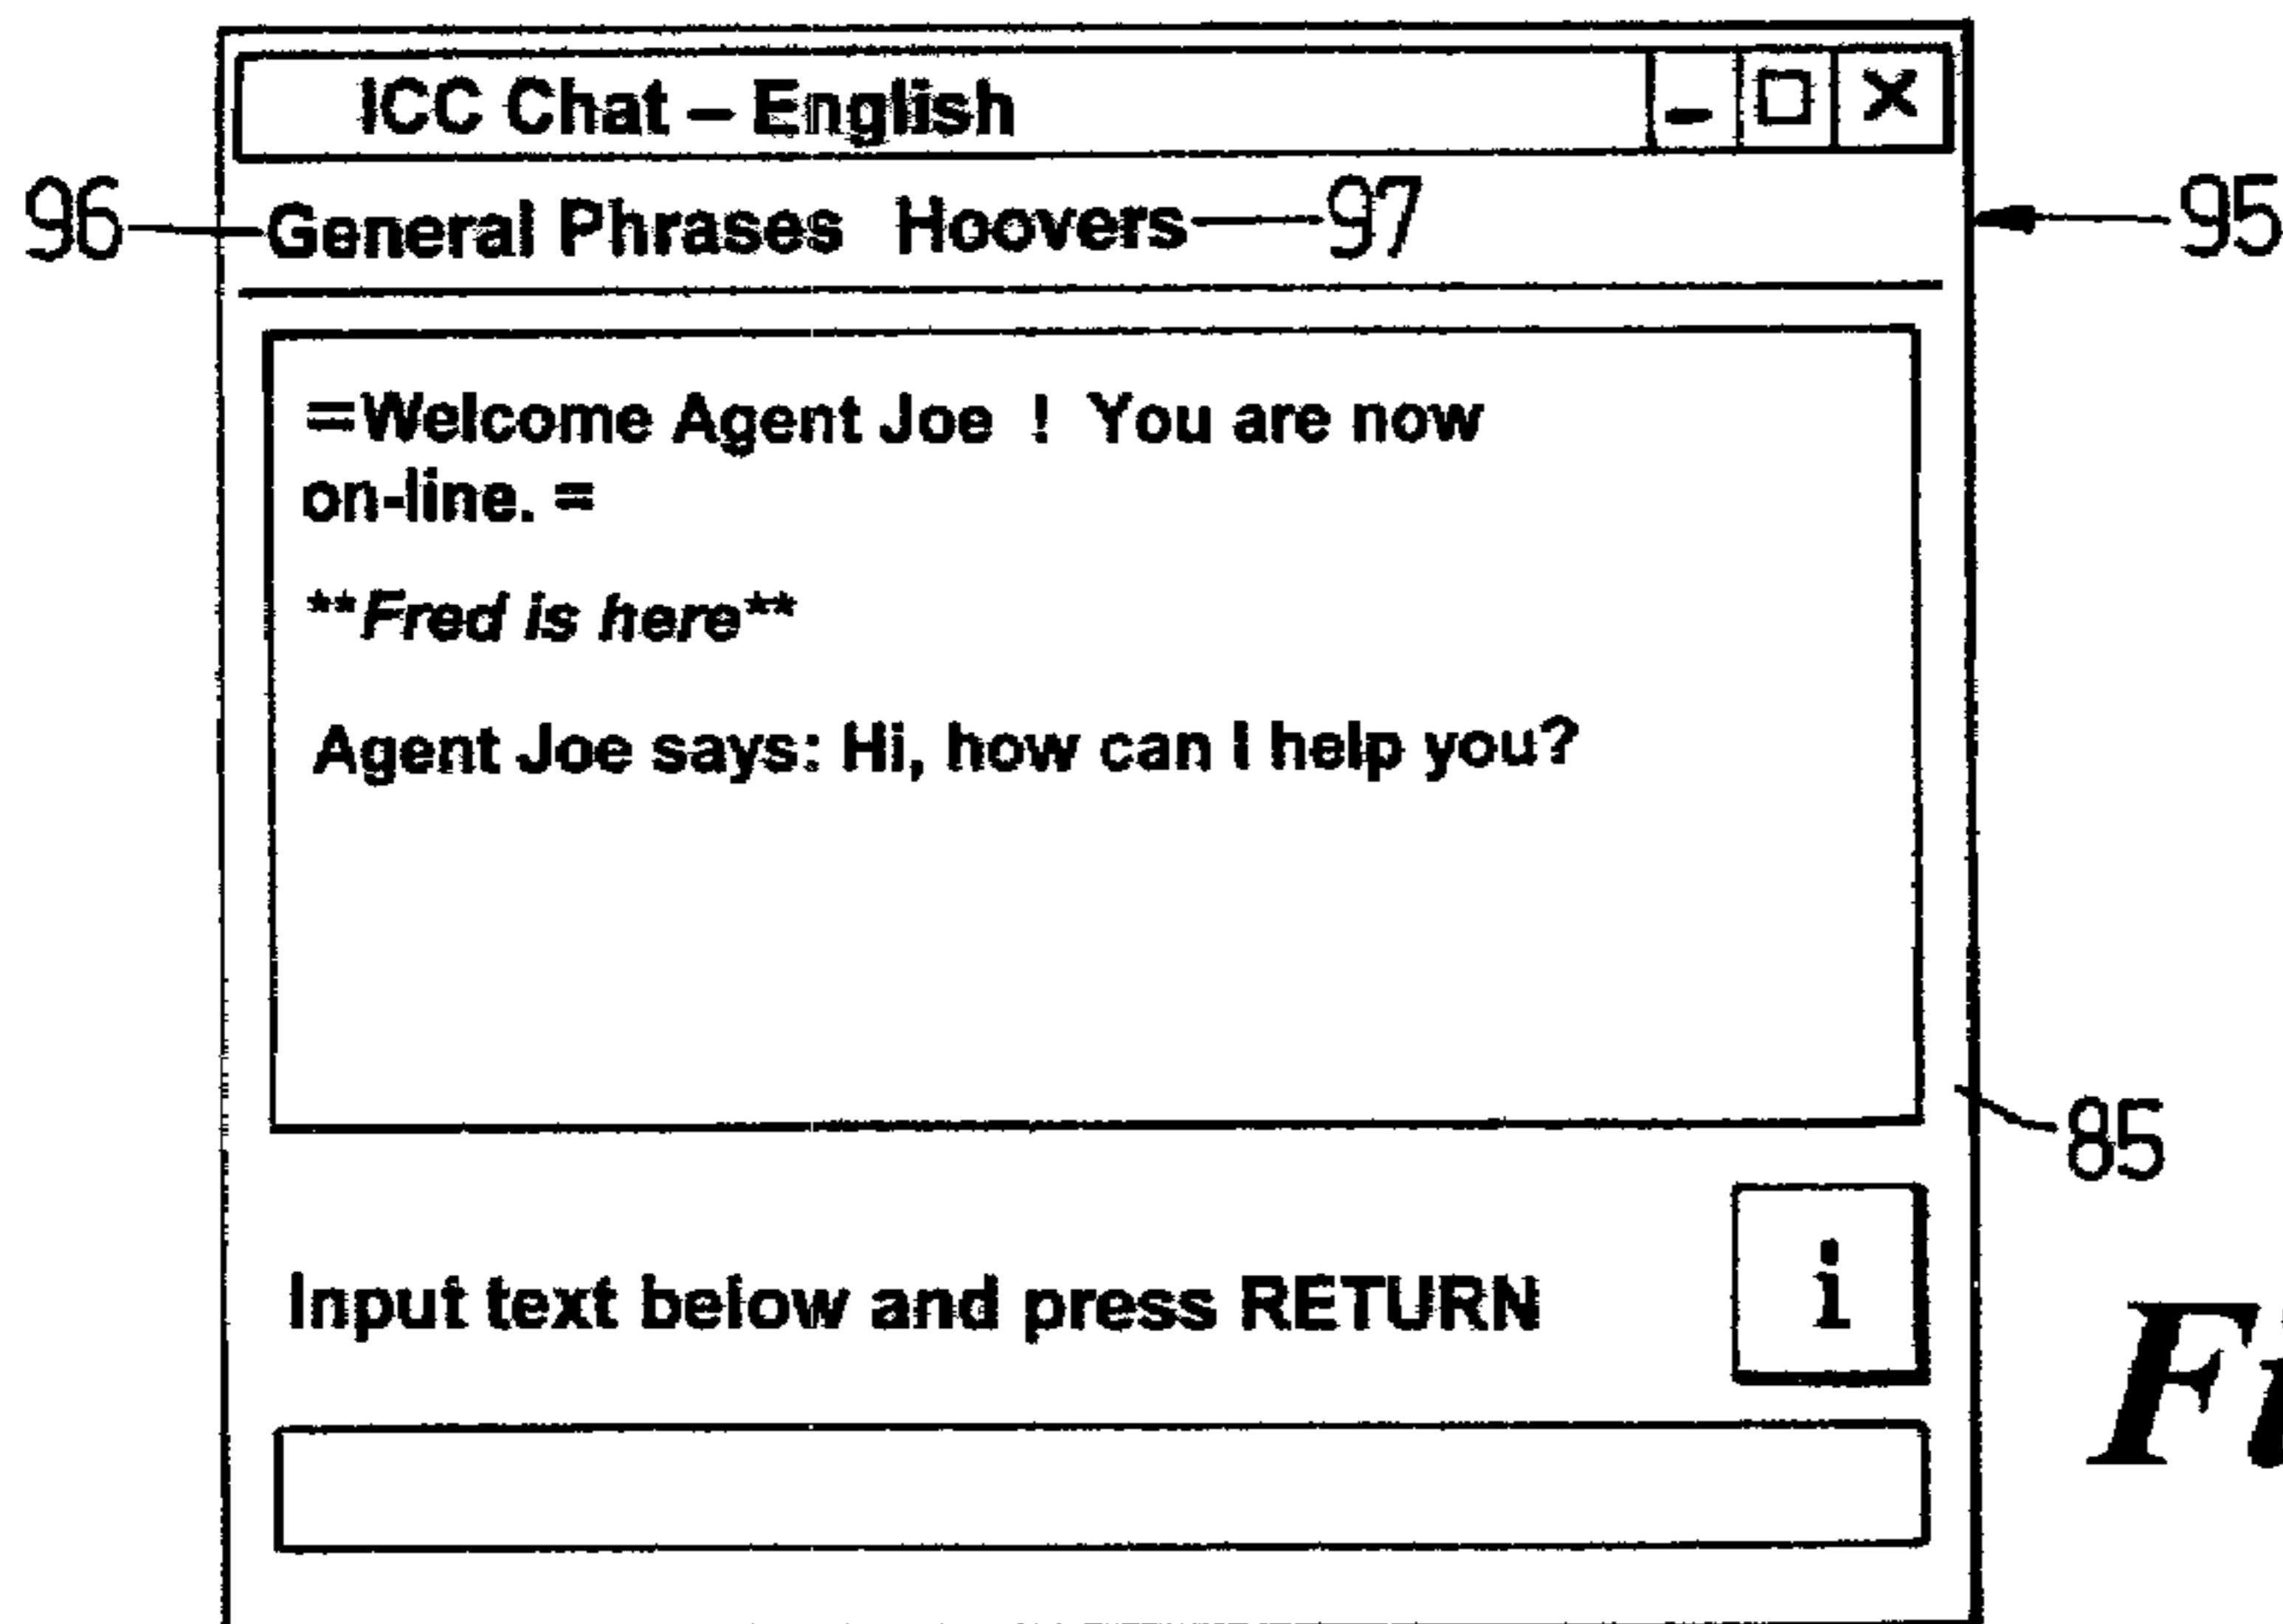 ICC Chat – English
96 General Phrases Hoovers 97 95
=Welcome Agent Joe ! You are now
on-line. =
**Fred is here**
Agent Joe says: Hi, how can I help you?
85
Input text below and press RETURN i